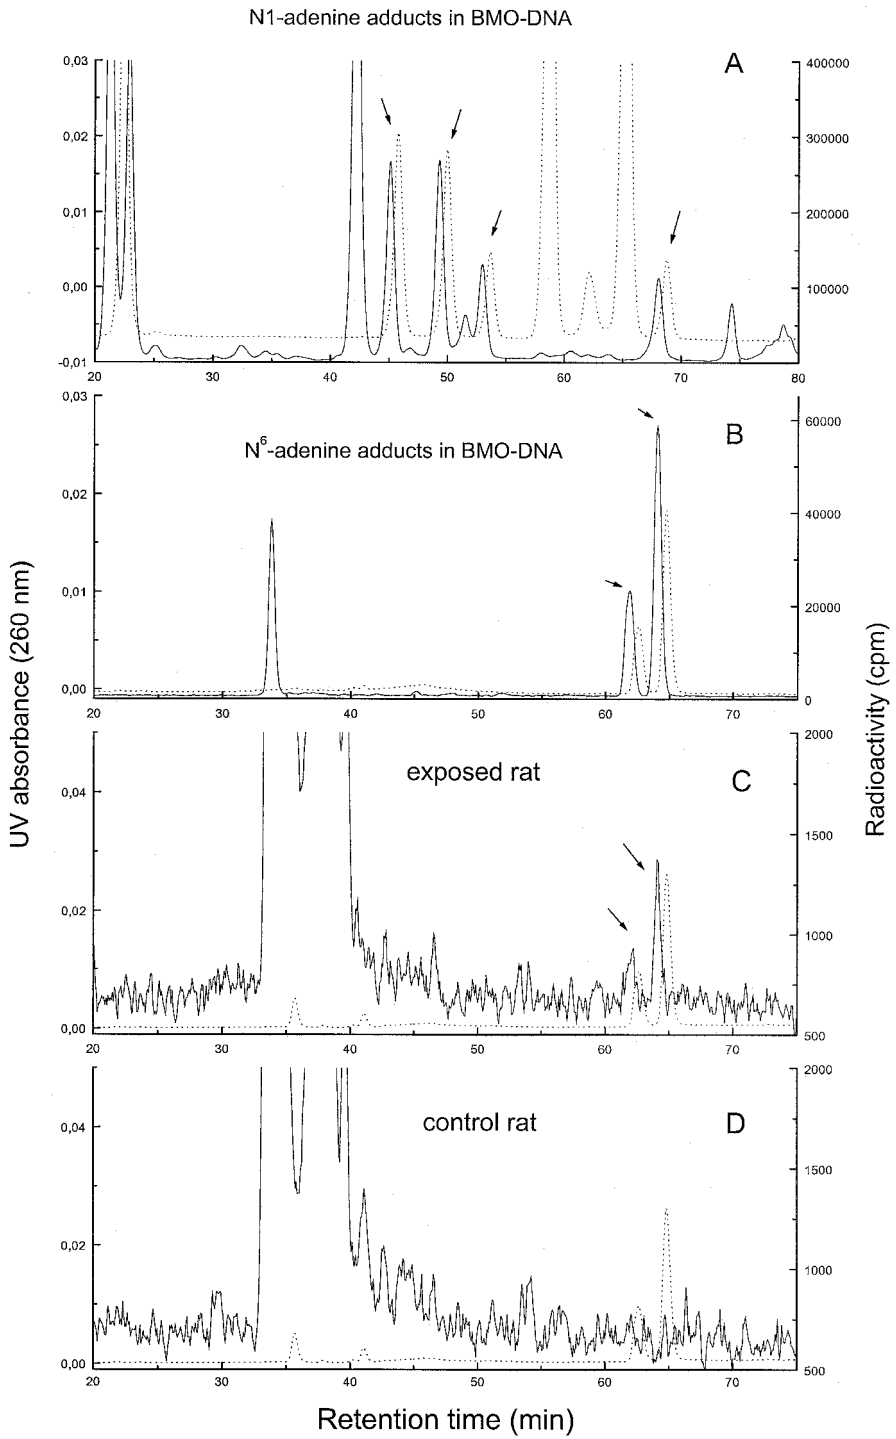 N1-adenine adducts in BMO-DNA
A
0,03
0,02
0,01
0,00
-0,01
400000
300000
200000
100000
20 30 40 50 60 70 80
B
N6-adenine adducts in BMO-DNA
0,03
0,02
0,01
0,00
60000
40000
20000
0
20 30 40 50 60 70
C
exposed rat
0,04
0,02
0,00
2000
1500
1000
500
20 30 40 50 60 70
D
control rat
0,04
0,02
0,00
2000
1500
1000
500
20 30 40 50 60 70
UV absorbance (260 nm)
Radioactivity (cpm)
Retention time (min)